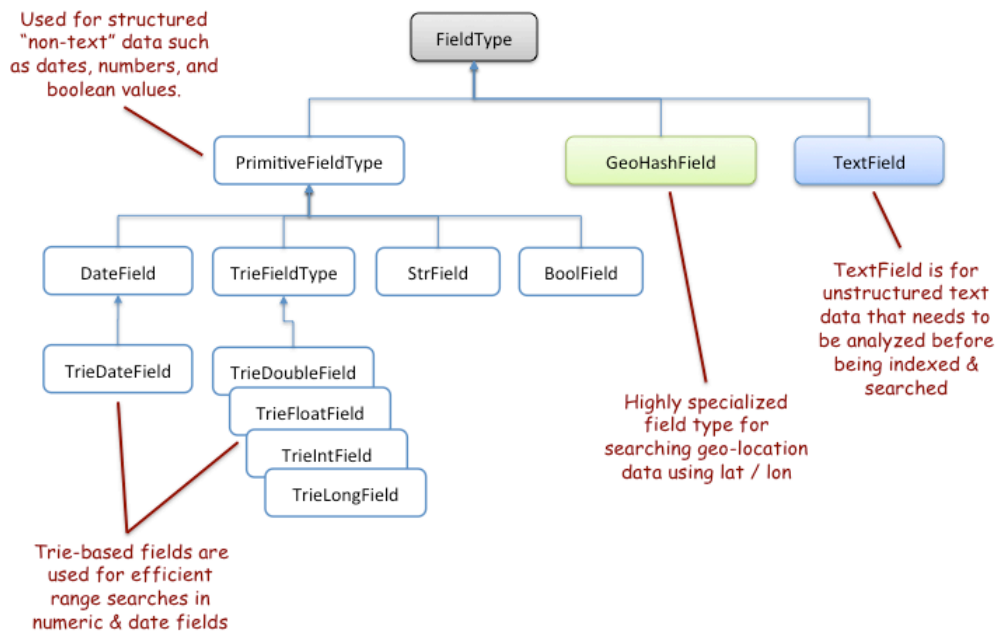 Used for structured
“non-text” data such
as dates, numbers, and
boolean values.
FieldType
PrimitiveFieldType
GeoHashField
TextField
DateField
TrieFieldType
StrField
BoolField
TrieDateField
TrieDoubleField
TrieFloatField
TrieIntField
TrieLongField
TextField is for
unstructured text
data that needs to
be analyzed before
being indexed &
searched
Highly specialized
field type for
searching geo-location
data using lat / lon
Trie-based fields are
used for efficient
range searches in
numeric & date fields